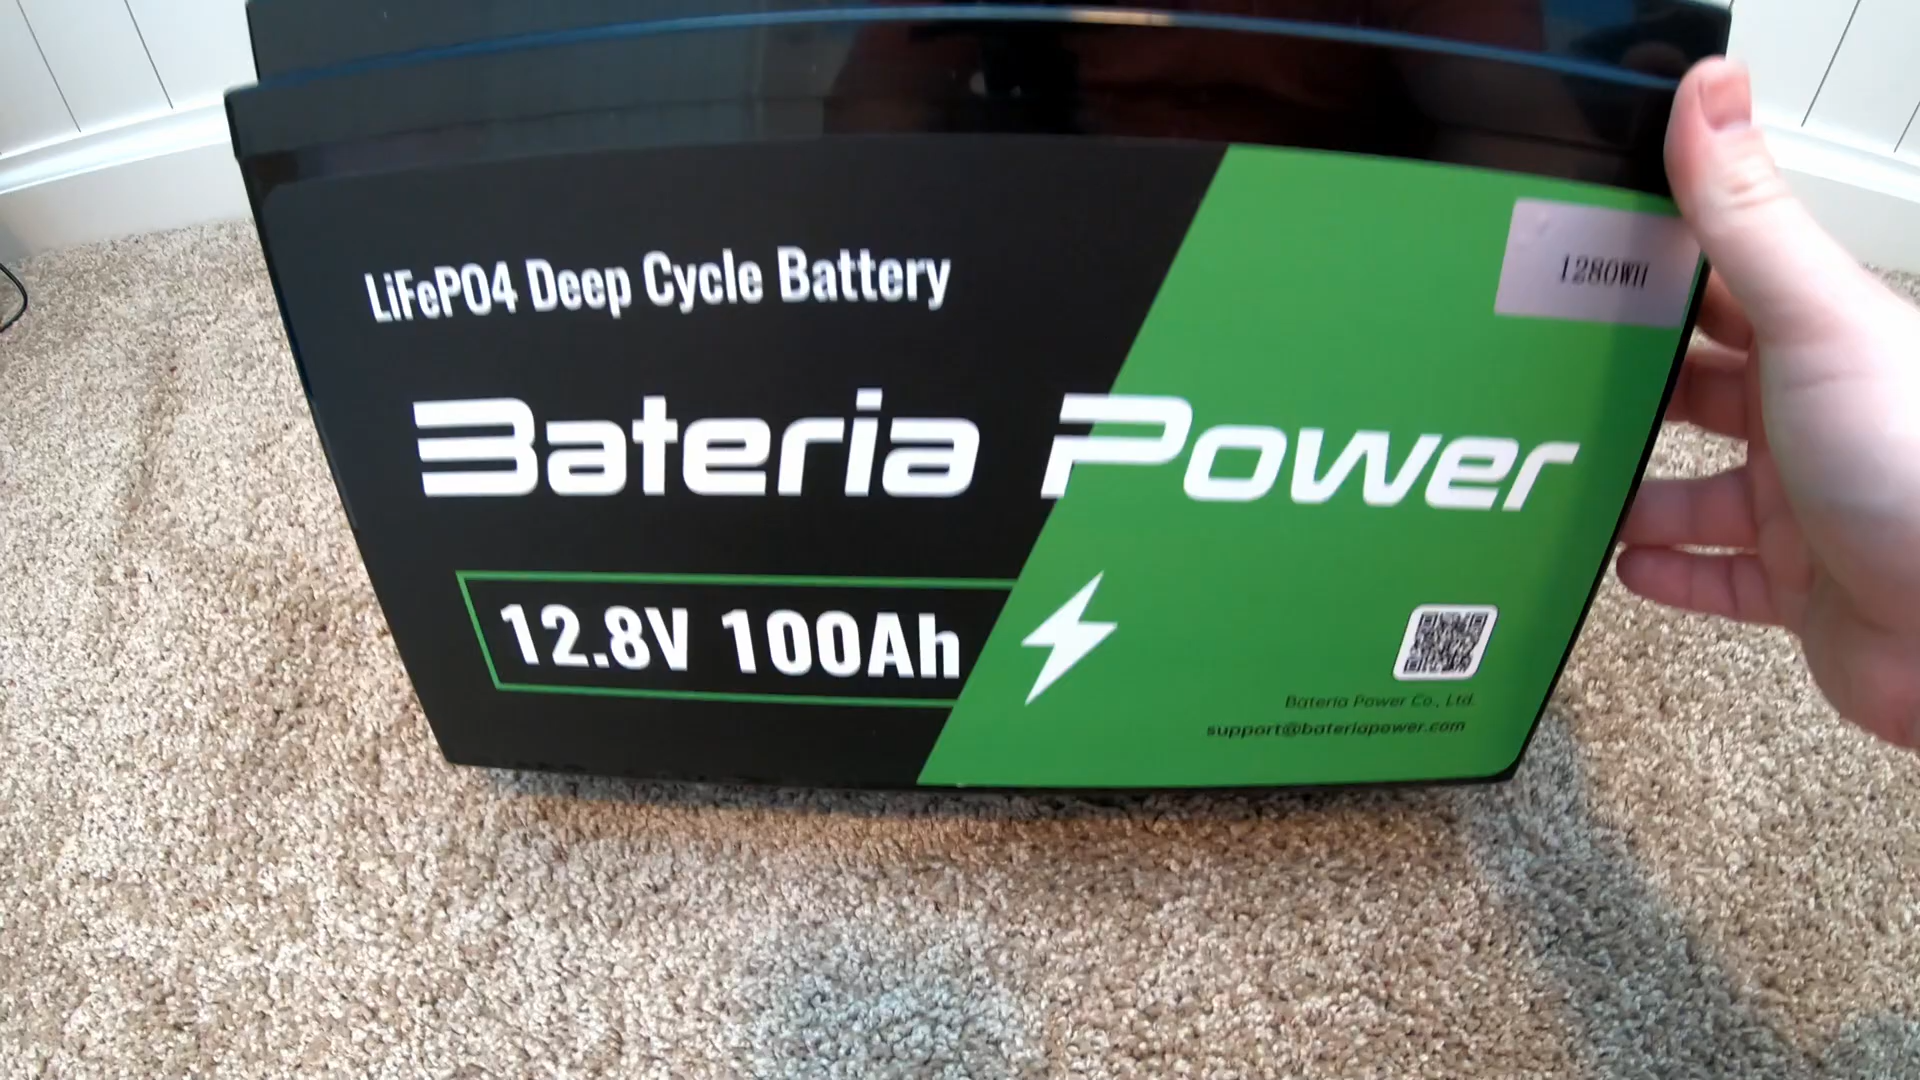 LiFePO4 Deep Cycle Battery
1280WH
Bateria Power
12.8V 100Ah
Bateria Power Co., Ltd.
support@bateriapower.com